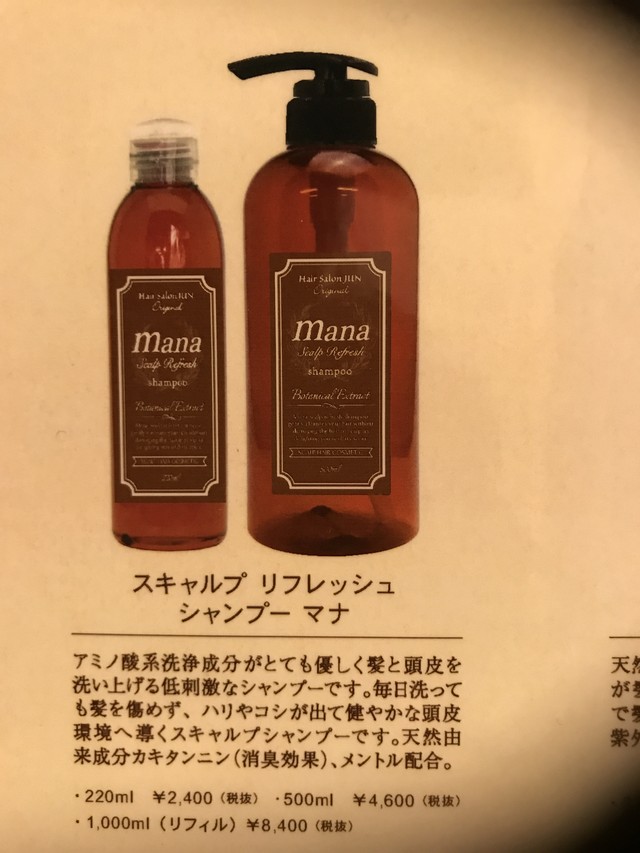 Hair Salon JUN
Original
mana
Scalp Refresh
shampoo
Botanical Extract
220ml
Hair Salon JUN
Original
mana
Scalp Refresh
shampoo
Botanical Extract
500ml
スキャルプ リフレッシュ
シャンプー マナ
アミノ酸系洗浄成分がとても優しく髪と頭皮を
洗い上げる低刺激なシャンプーです。毎日洗って
も髪を傷めず、ハリやコシが出て健やかな頭皮
環境へ導くスキャルプシャンプーです。天然由
来成分カキタンニン(消臭効果)、メントル配合。
・220ml ¥2,400(税抜) ・500ml ¥4,600(税抜)
・1,000ml(リフィル)¥8,400(税抜)
天然
が髪
で髪
紫外